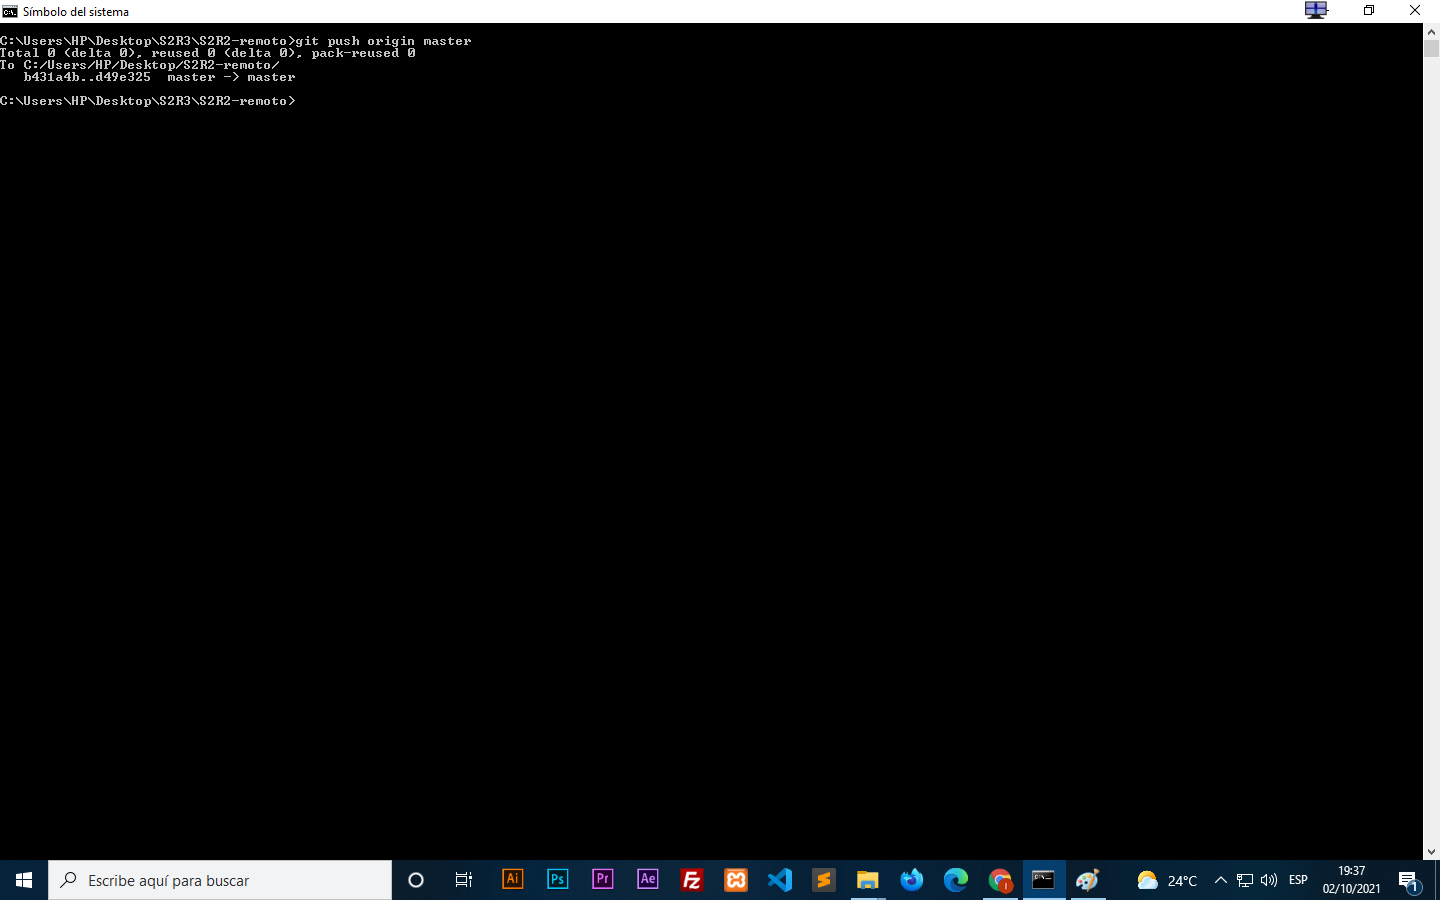 Símbolo del sistema
C:\Users\HP\Desktop\S2R3\S2R2-remoto>git push origin master
Total 0 (delta 0), reused 0 (delta 0), pack-reused 0
To C:/Users/HP/Desktop/S2R2-remoto/
b431a4b..d49e325  master -> master
C:\Users\HP\Desktop\S2R3\S2R2-remoto>
Escribe aquí para buscar
Ai
Ps
Pr
Ae
Fz
24°C
ESP
19:37
02/10/2021
1